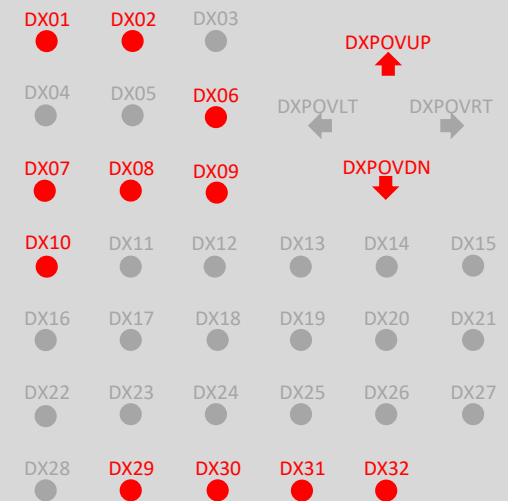 DX01 DX02 DX03
DXPOVUP
DX04 DX05 DX06
DXPOVLT DXPOVRT
DX07 DX08 DX09
DXPOVDN
DX10 DX11 DX12 DX13 DX14 DX15
DX16 DX17 DX18 DX19 DX20 DX21
DX22 DX23 DX24 DX25 DX26 DX27
DX28 DX29 DX30 DX31 DX32